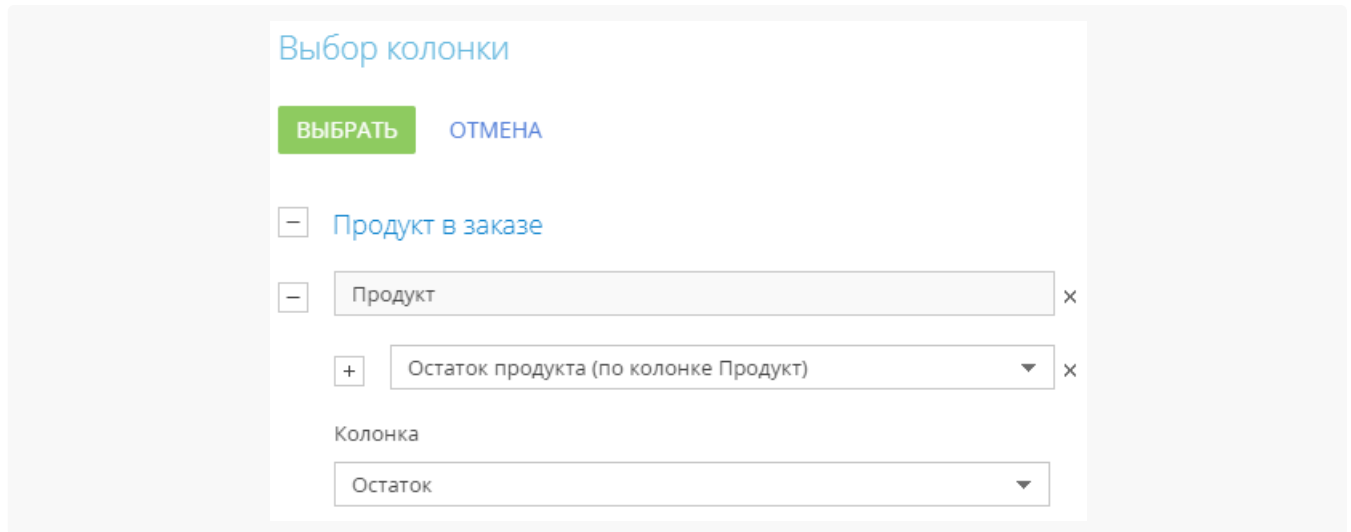 Выбор колонки
ВЫБРАТЬ ОТМЕНА
Продукт в заказе
Продукт
Остаток продукта (по колонке Продукт)
Колонка
Остаток